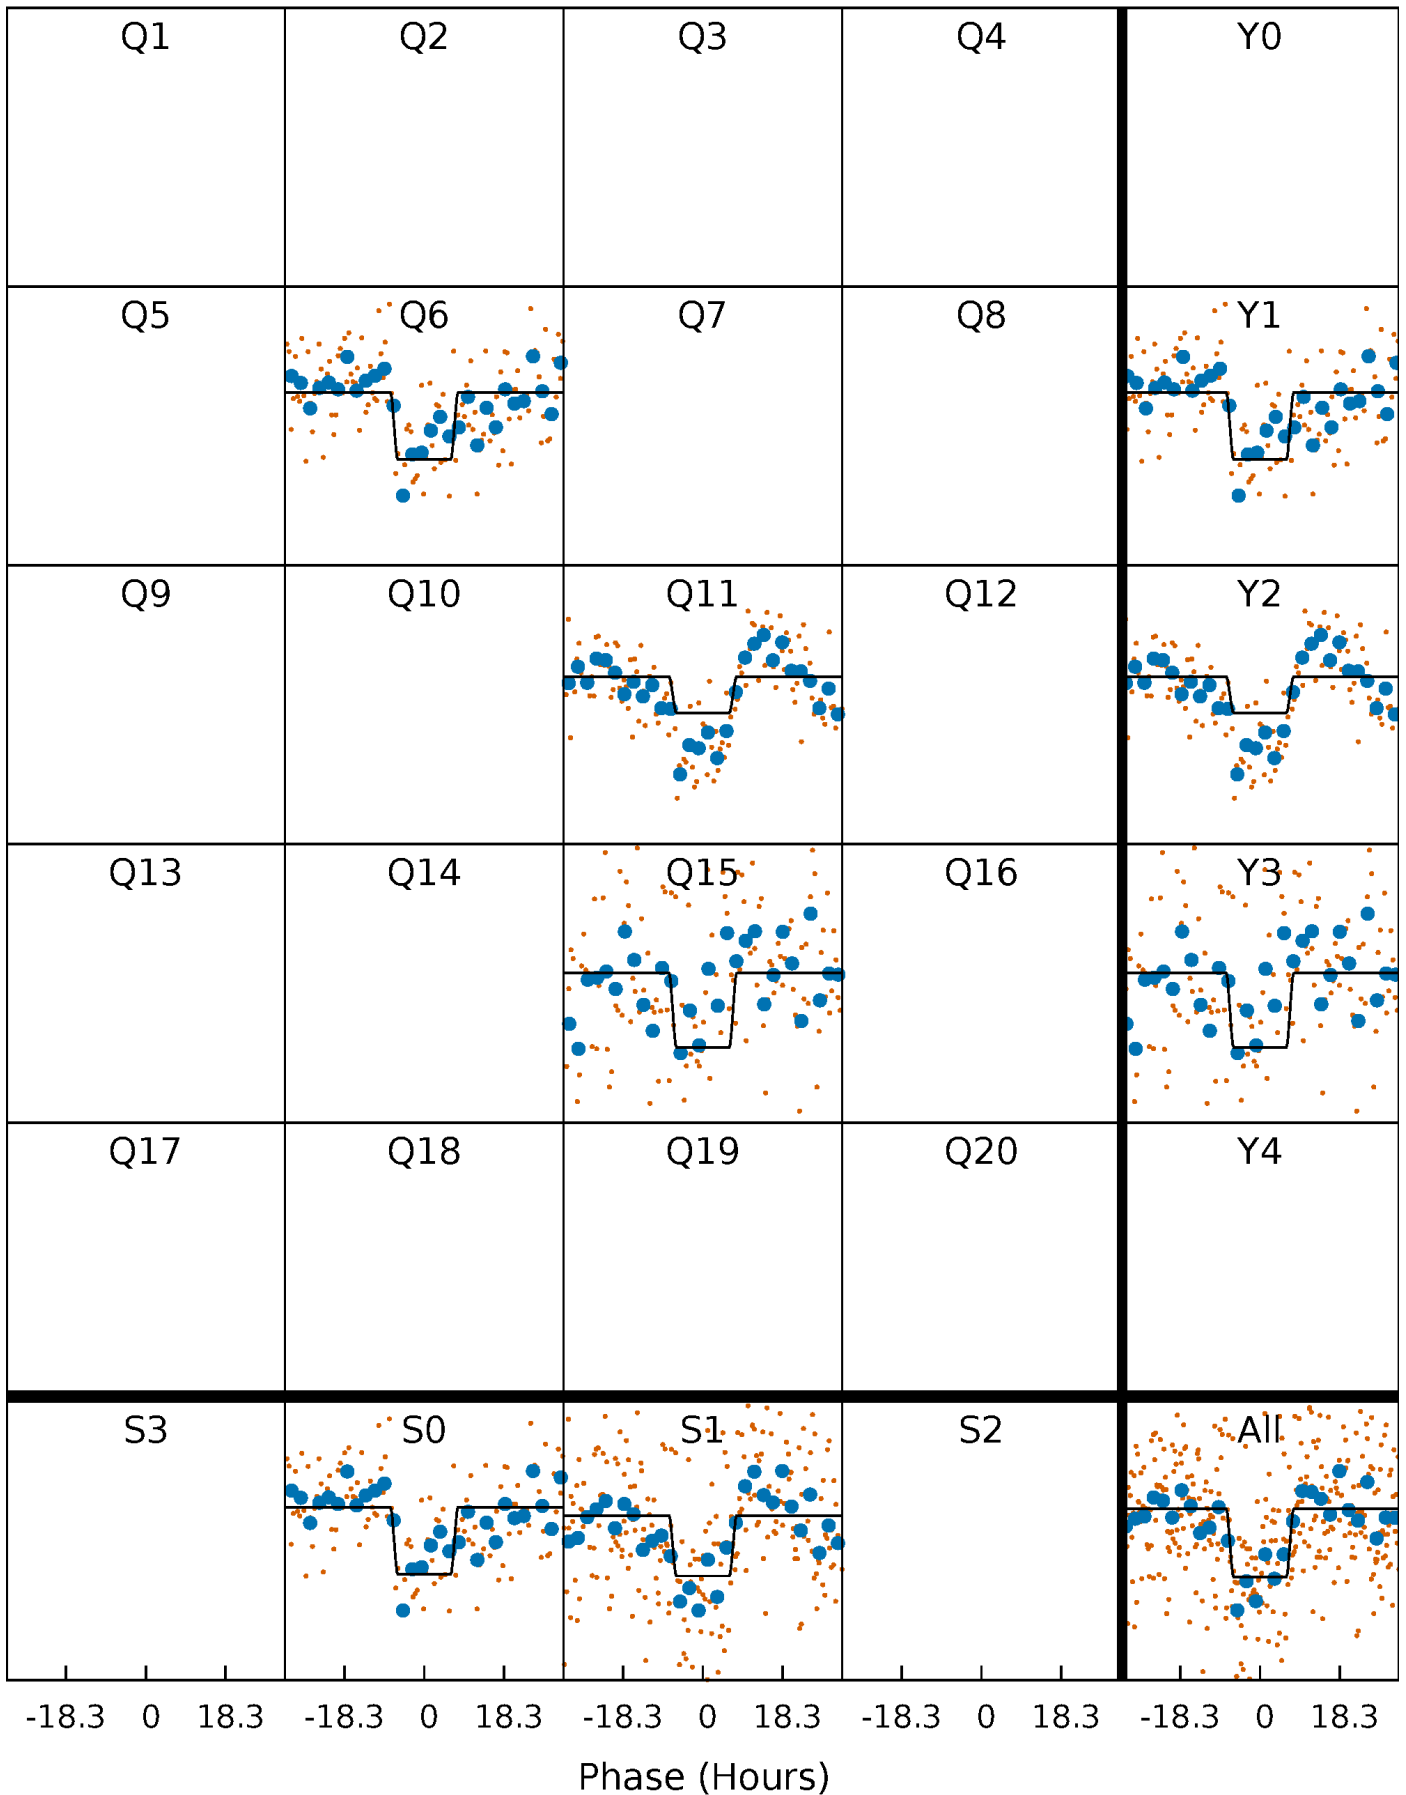 Q1 Q2 Q3 Q4 Y0
Q5 Q6 Q7 Q8 Y1
Q9 Q10 Q11 Q12 Y2
Q13 Q14 Q15 Q16 Y3
Q17 Q18 Q19 Q20 Y4
S3 S0 S1 S2 All
-18.3 0 18.3 -18.3 0 18.3 -18.3 0 18.3 -18.3 0 18.3 -18.3 0 18.3
Phase (Hours)